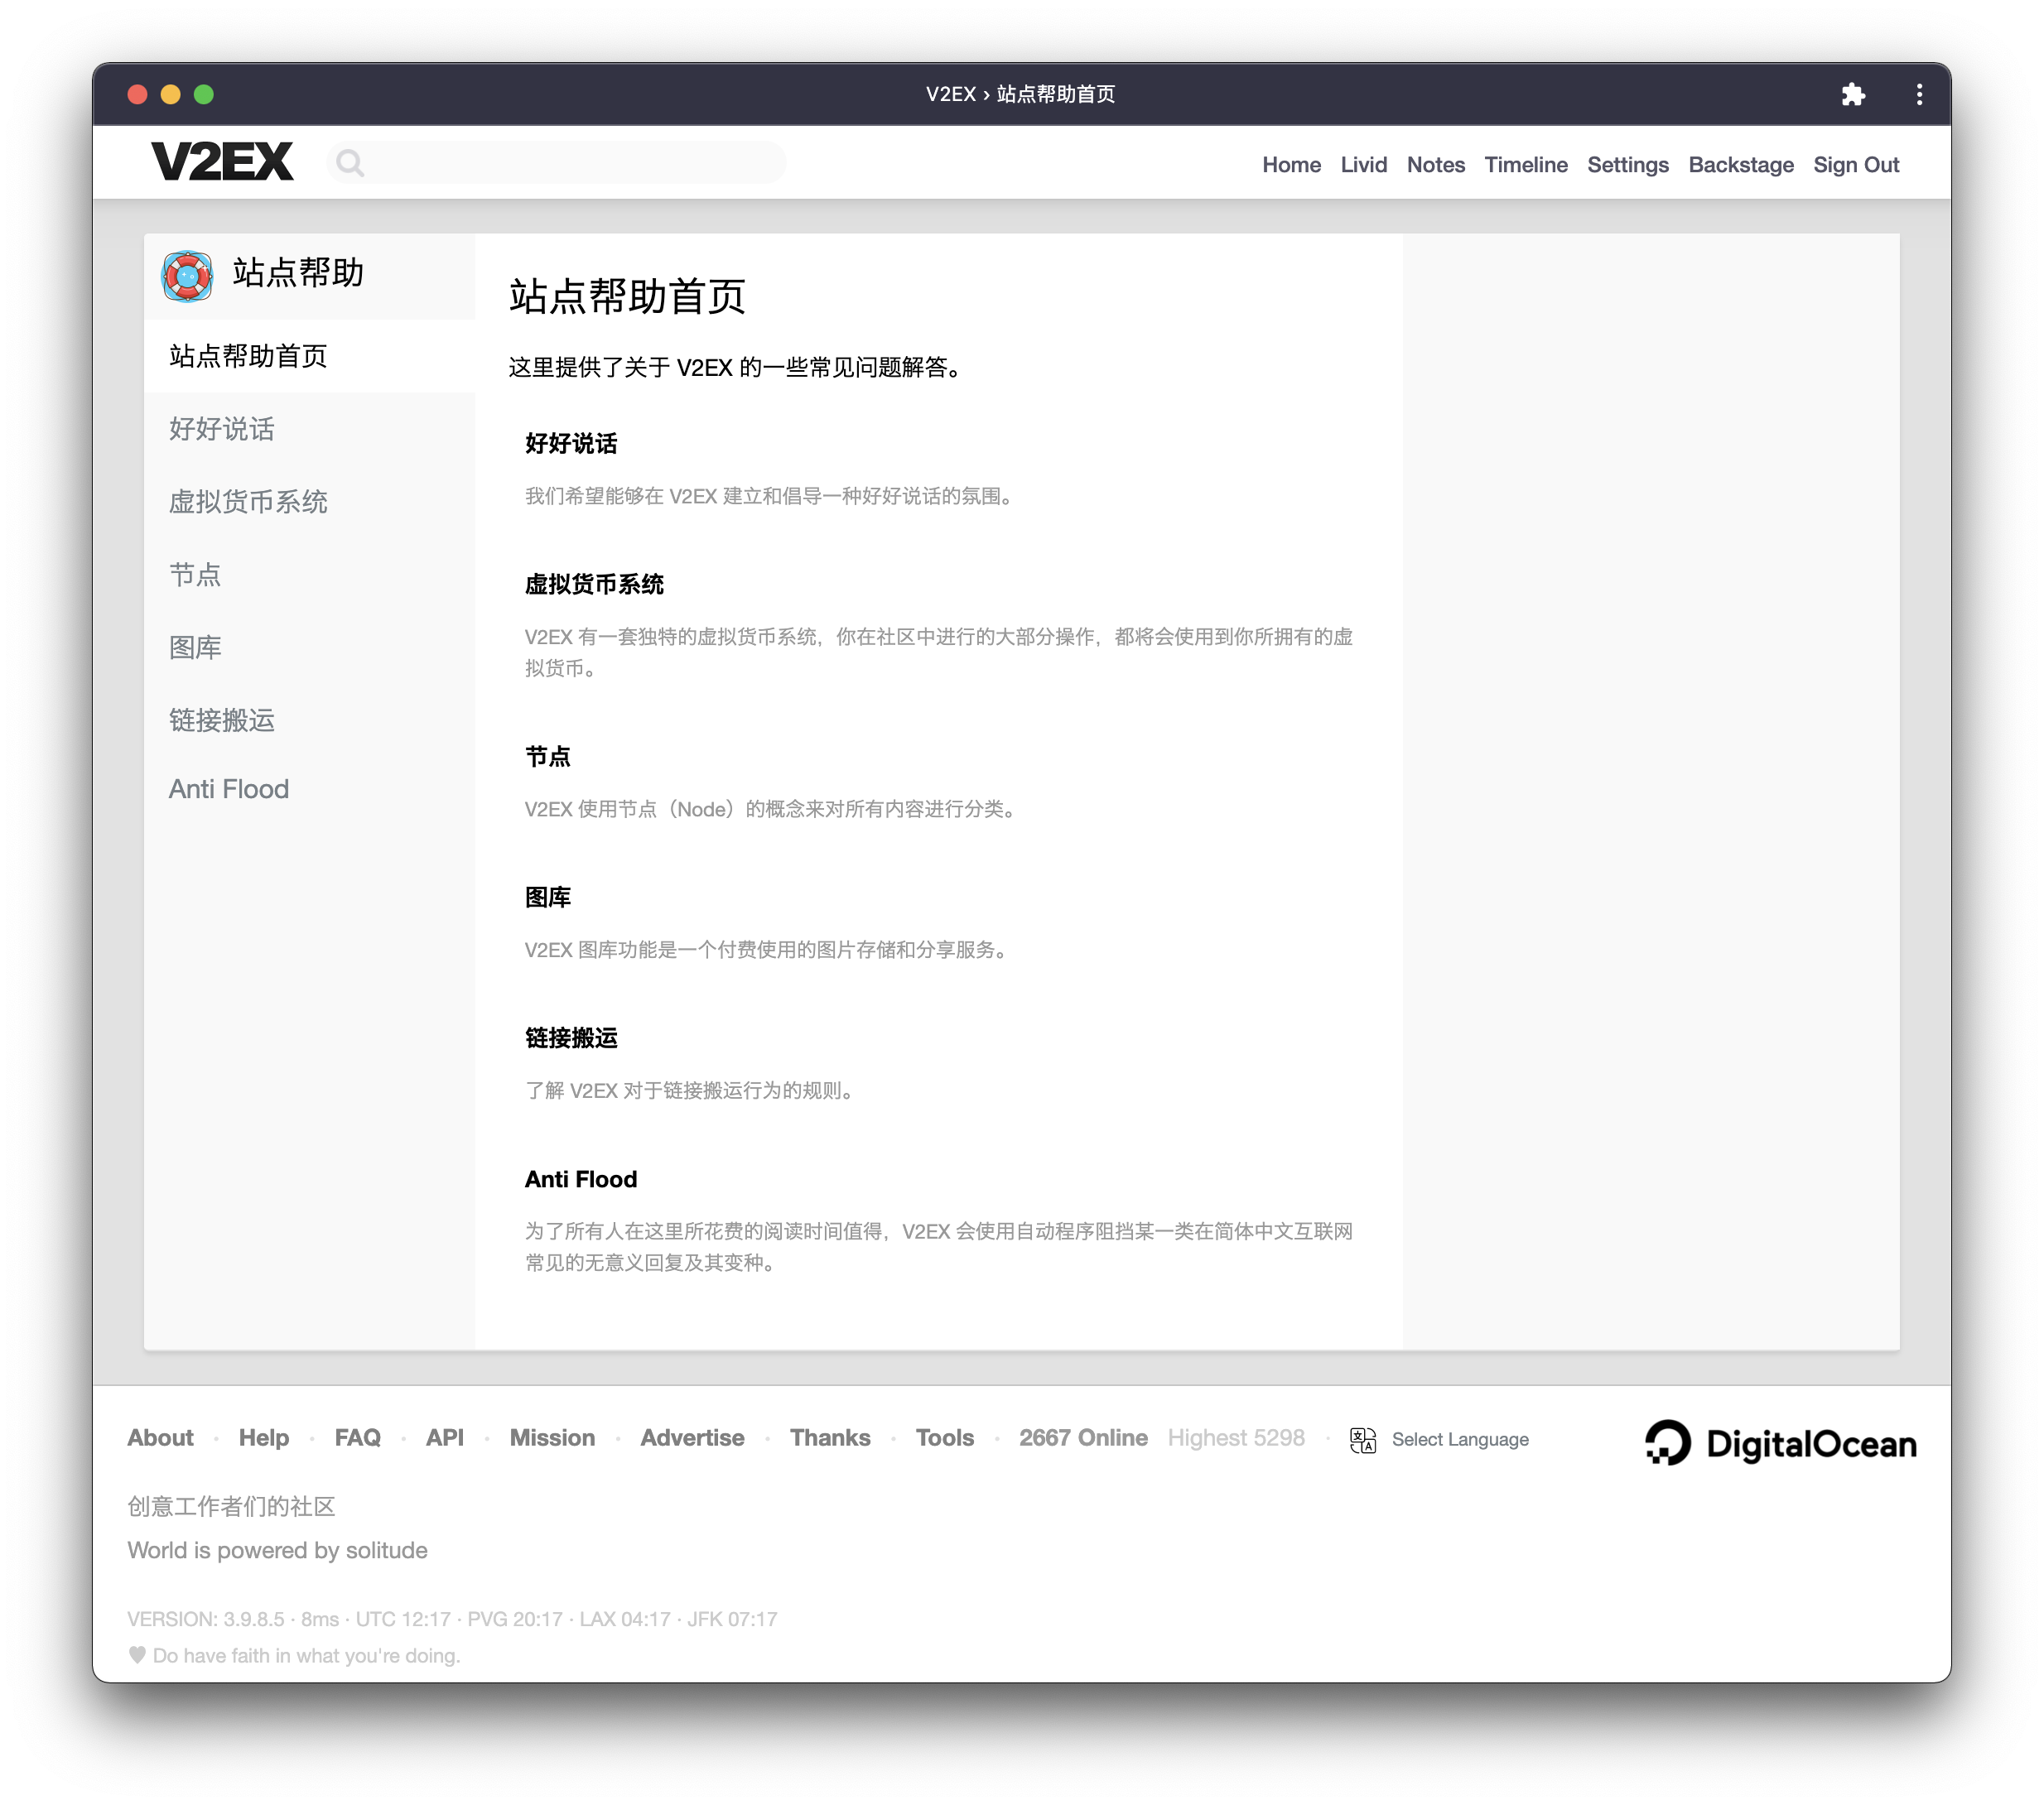 V2EX › 站点帮助首页
V2EX
Home Livid Notes Timeline Settings Backstage Sign Out
站点帮助
站点帮助首页
好好说话
虚拟货币系统
节点
图库
链接搬运
Anti Flood
站点帮助首页
这里提供了关于 V2EX 的一些常见问题解答。
好好说话
我们希望能够在 V2EX 建立和倡导一种好好说话的氛围。
虚拟货币系统
V2EX 有一套独特的虚拟货币系统，你在社区中进行的大部分操作，都将会使用到你所拥有的虚
拟货币。
节点
V2EX 使用节点（Node）的概念来对所有内容进行分类。
图库
V2EX 图库功能是一个付费使用的图片存储和分享服务。
链接搬运
了解 V2EX 对于链接搬运行为的规则。
Anti Flood
为了所有人在这里所花费的阅读时间值得，V2EX 会使用自动程序阻挡某一类在简体中文互联网
常见的无意义回复及其变种。
About · Help · FAQ · API · Mission · Advertise · Thanks · Tools · 2667 Online Highest 5298 · 文 A Select Language
DigitalOcean
创意工作者们的社区
World is powered by solitude
VERSION: 3.9.8.5 · 8ms · UTC 12:17 · PVG 20:17 · LAX 04:17 · JFK 07:17
♥ Do have faith in what you're doing.